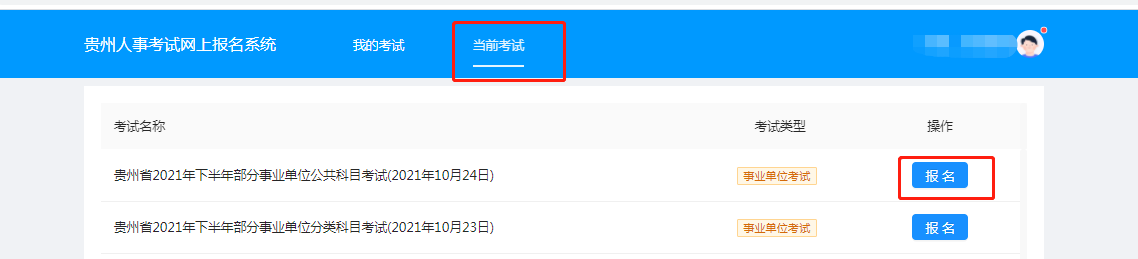 贵州人事考试网上报名系统 我的考试 当前考试
考试名称 考试类型 操作
贵州省2021年下半年部分事业单位公共科目考试(2021年10月24日) 事业单位考试 报 名
贵州省2021年下半年部分事业单位分类科目考试(2021年10月23日) 事业单位考试 报 名